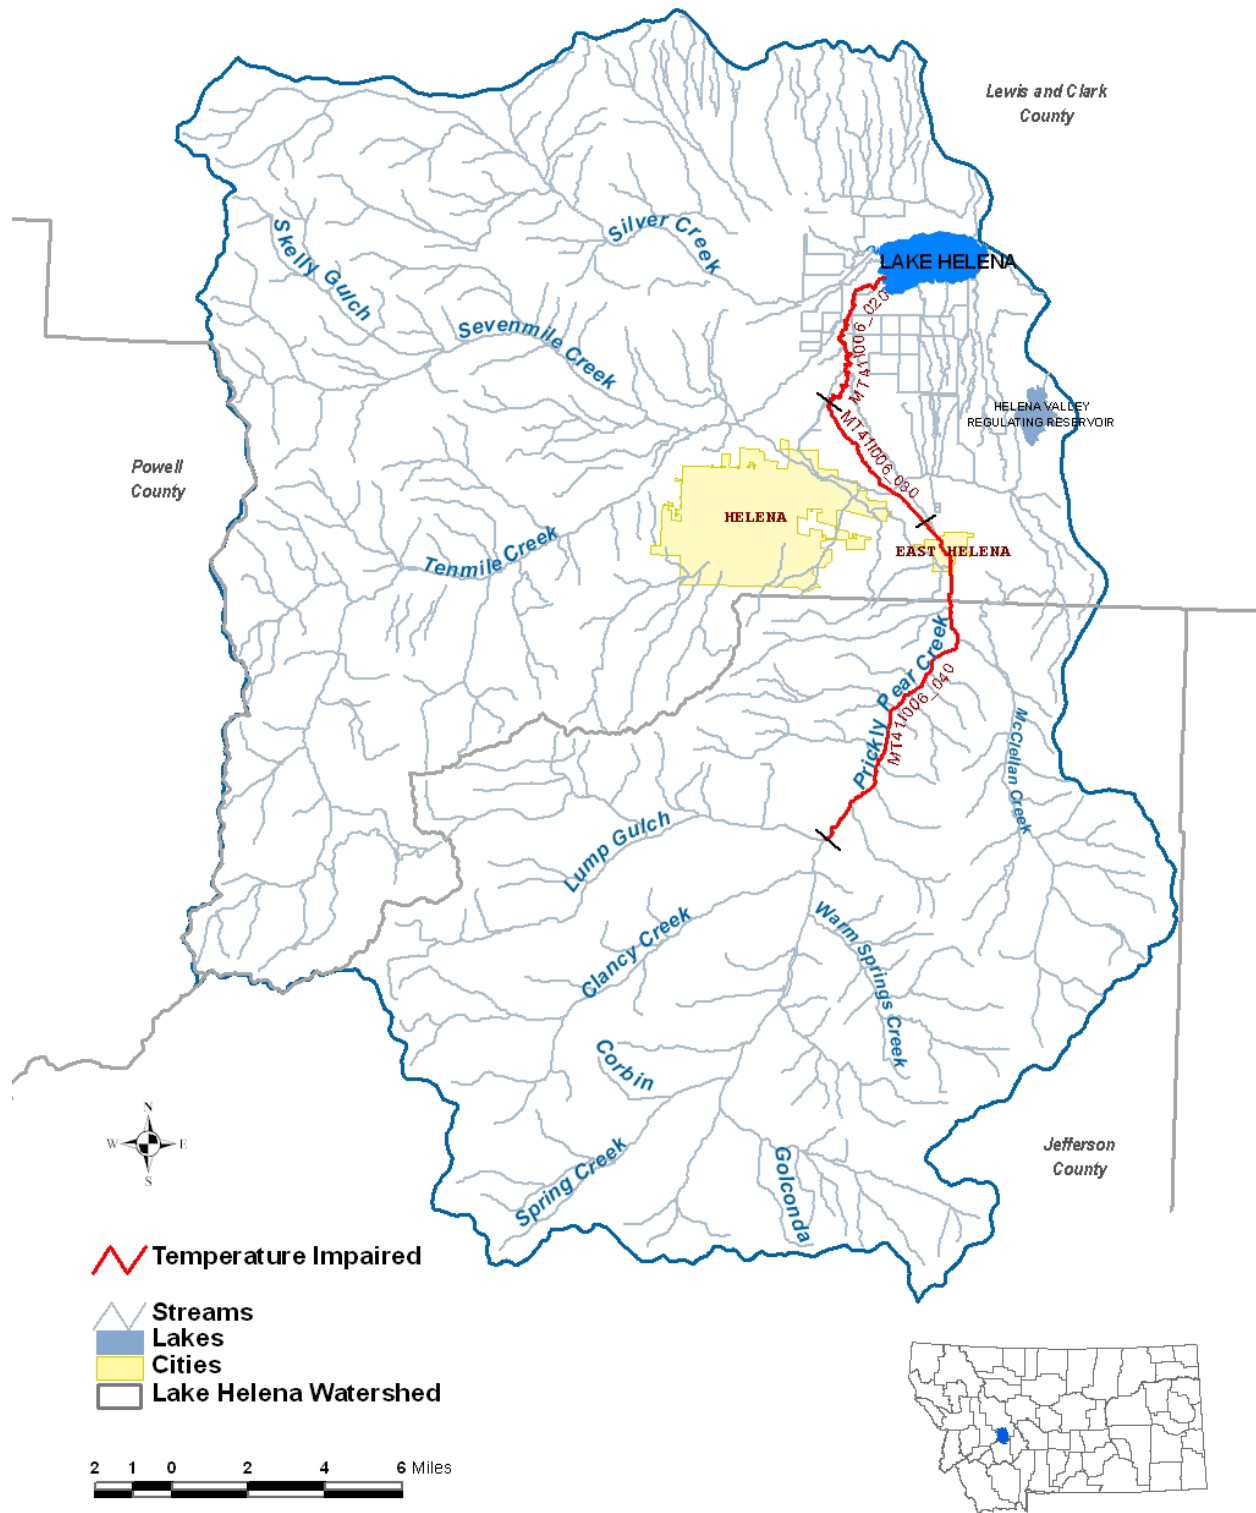 Lewis and Clark
County
Silver Creek
Skelly Gulch
LAKE HELENA
MT41I006_020
Sevenmile Creek
HELENA VALLEY
REGULATING RESERVOIR
MT41I006_030
Powell
County
HELENA
Tenmile Creek
EAST HELENA
Prickly Pear Creek
MT41I006_040
McClellan Creek
Lump Gulch
Warm Springs Creek
Clancy Creek
Corbin
Spring Creek
Golconda
Jefferson
County
N
W E
S
Temperature Impaired
Streams
Lakes
Cities
Lake Helena Watershed
2 1 0 2 4 6 Miles